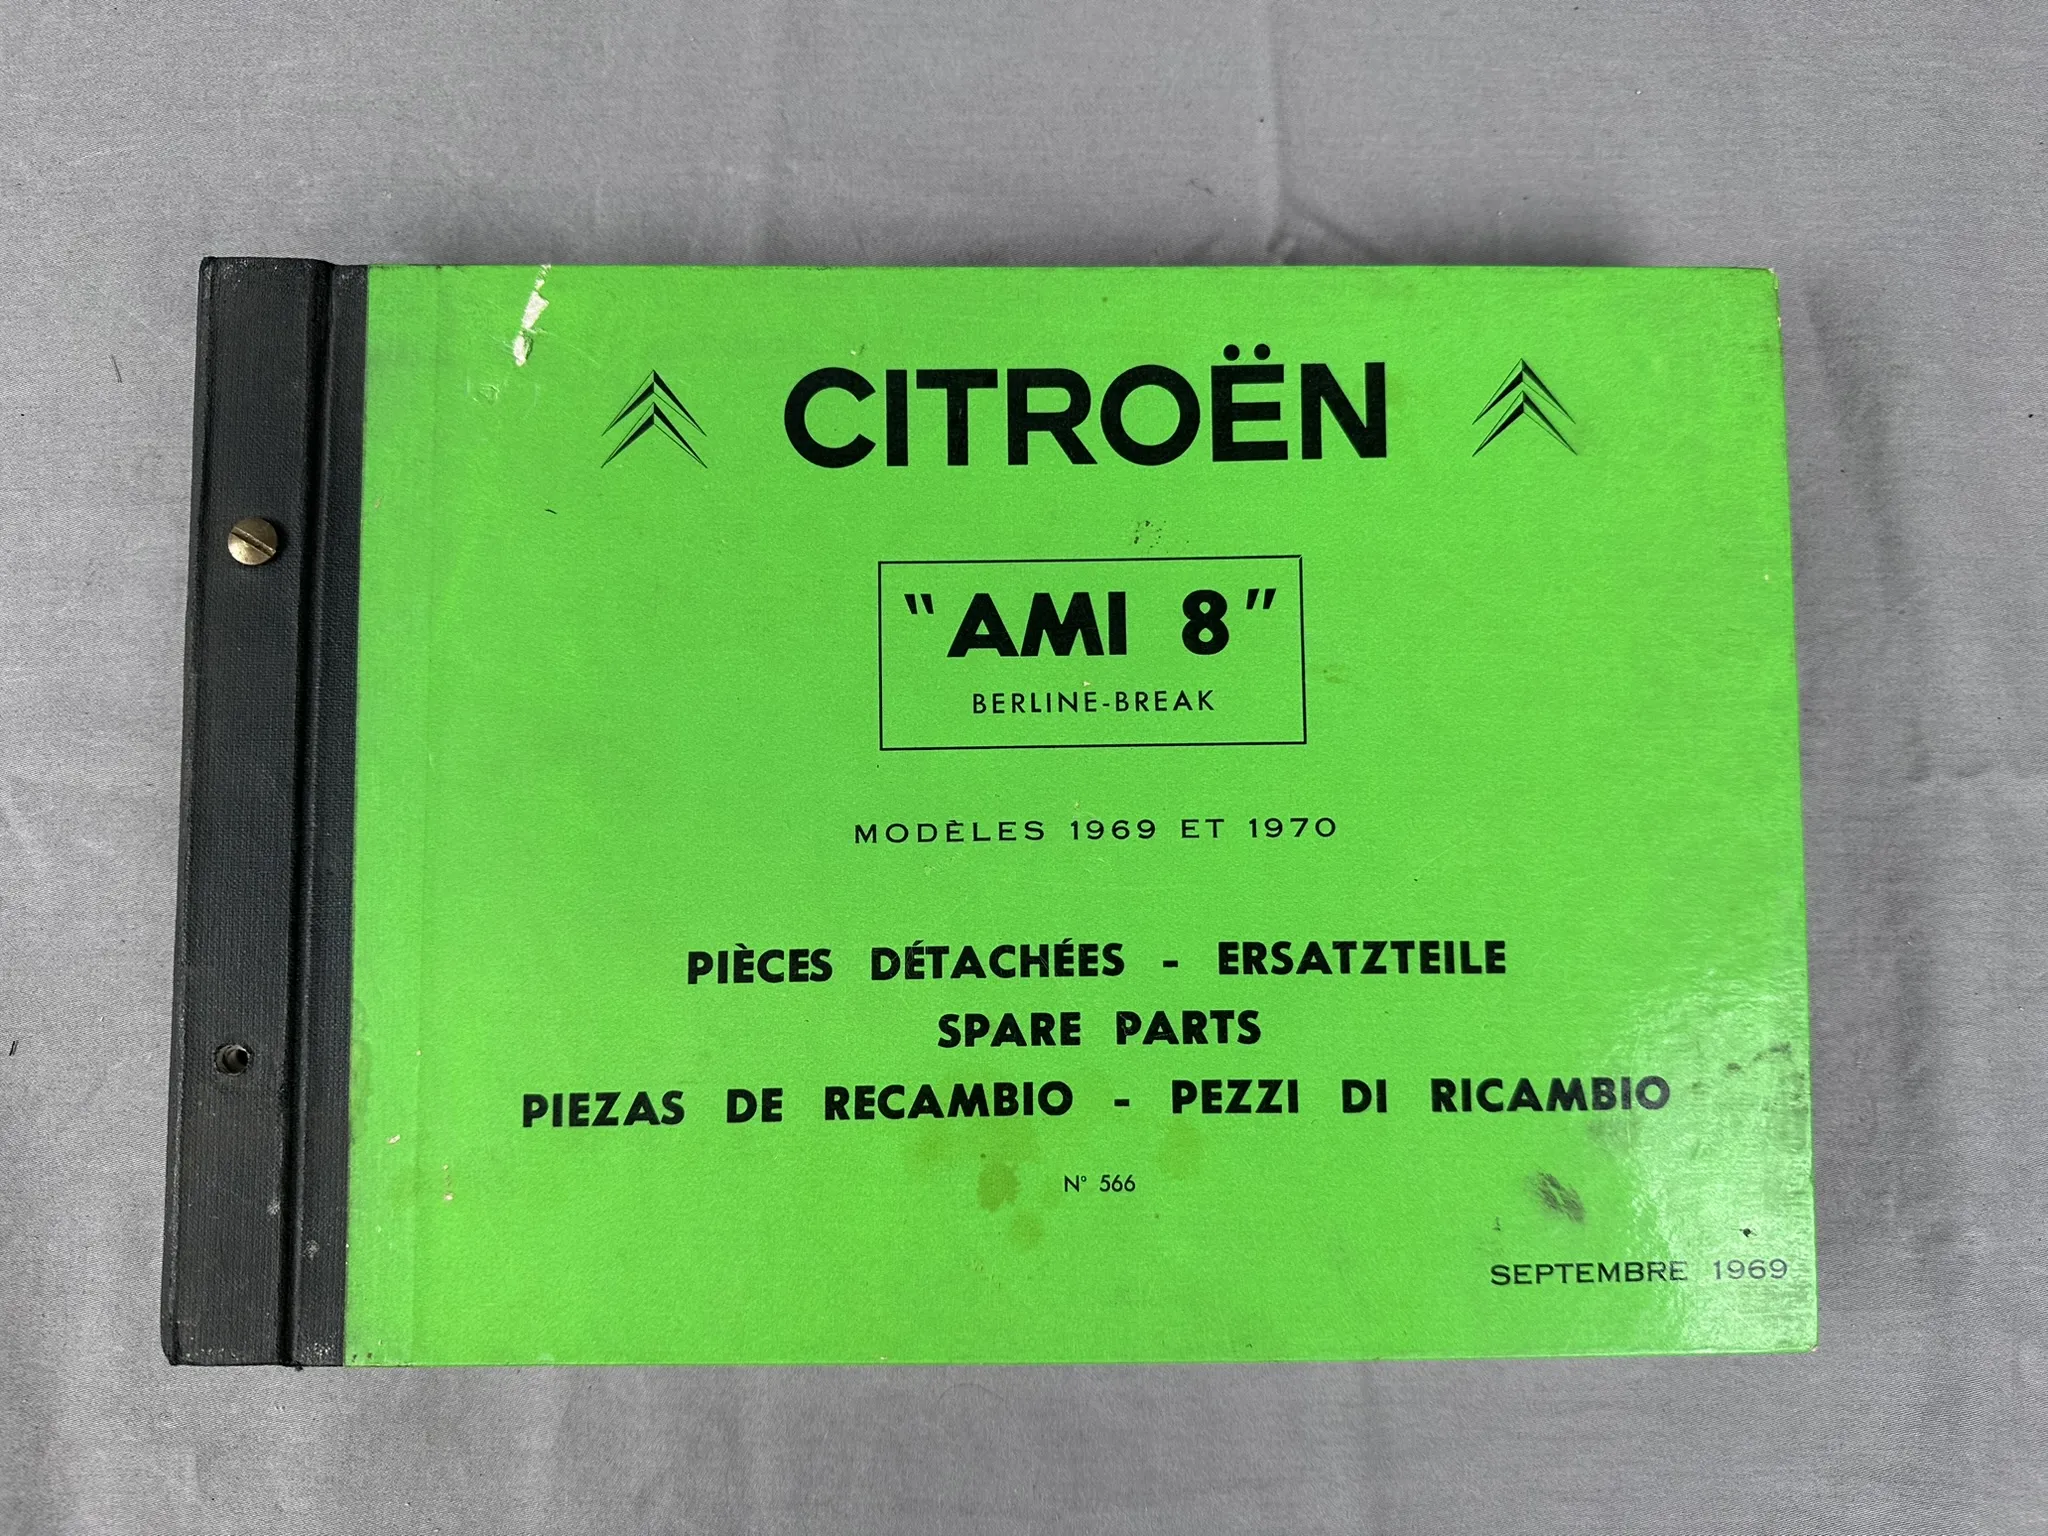 CITROËN
"AMI 8"
BERLINE-BREAK
MODÈLES 1969 ET 1970
PIÈCES DÉTACHÉES - ERSATZTEILE
SPARE PARTS
PIEZAS DE RECAMBIO - PEZZI DI RICAMBIO
N° 566
SEPTEMBRE 1969